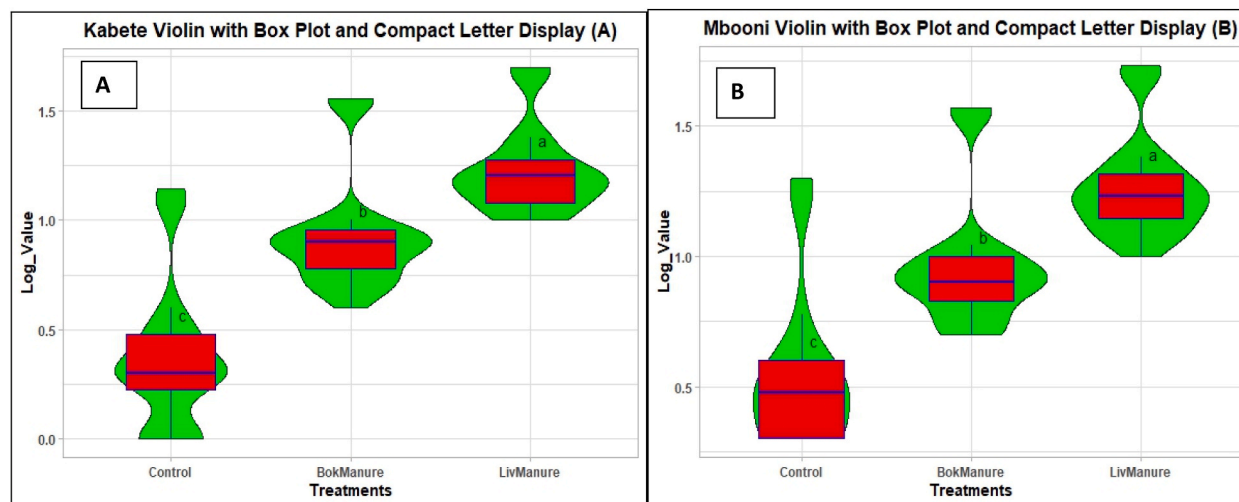 Kabete Violin with Box Plot and Compact Letter Display (A)
A
Log_Value
1.5
1.0
0.5
0.0
a
b
c
Control BokManure LivManure
Treatments
Mbooni Violin with Box Plot and Compact Letter Display (B)
B
Log_Value
1.5
1.0
0.5
a
b
c
Control BokManure LivManure
Treatments